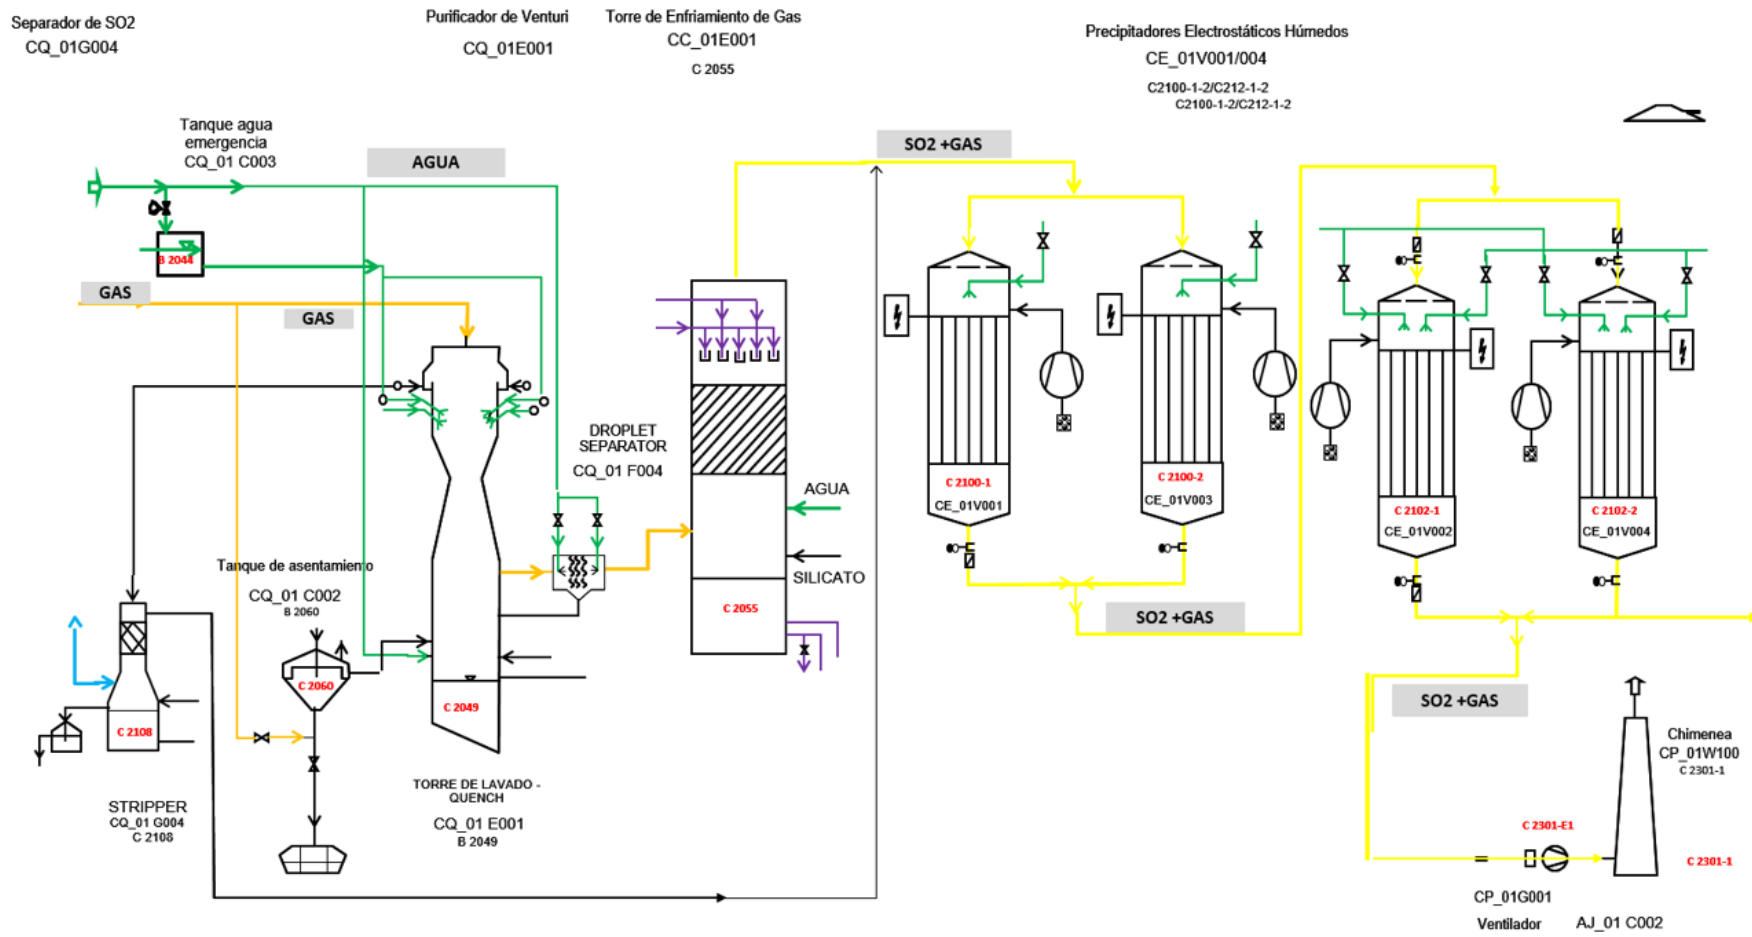 Separador de SO2
CQ_01G004
Purificador de Venturi
CQ_01E001
Torre de Enfriamiento de Gas
CC_01E001
C 2055
Precipitadores Electrostáticos Húmedos
CE_01V001/004
C2100-1-2/C212-1-2
C2100-1-2/C212-1-2
Tanque agua
emergencia
CQ_01 C003
AGUA
SO2 +GAS
B 2044
GAS
GAS
DROPLET
SEPARATOR
CQ_01 F004
AGUA
SILICATO
C 2055
C 2100-1
CE_01V001
C 2100-2
CE_01V003
C 2102-1
CE_01V002
C 2102-2
CE_01V004
SO2 +GAS
Tanque de asentamiento
CQ_01 C002
B 2060
C 2060
C 2049
C 2108
STRIPPER
CQ_01 G004
C 2108
TORRE DE LAVADO -
QUENCH
CQ_01 E001
B 2049
SO2 +GAS
Chimenea
CP_01W100
C 2301-1
C 2301-E1
C 2301-1
CP_01G001
Ventilador
AJ_01 C002